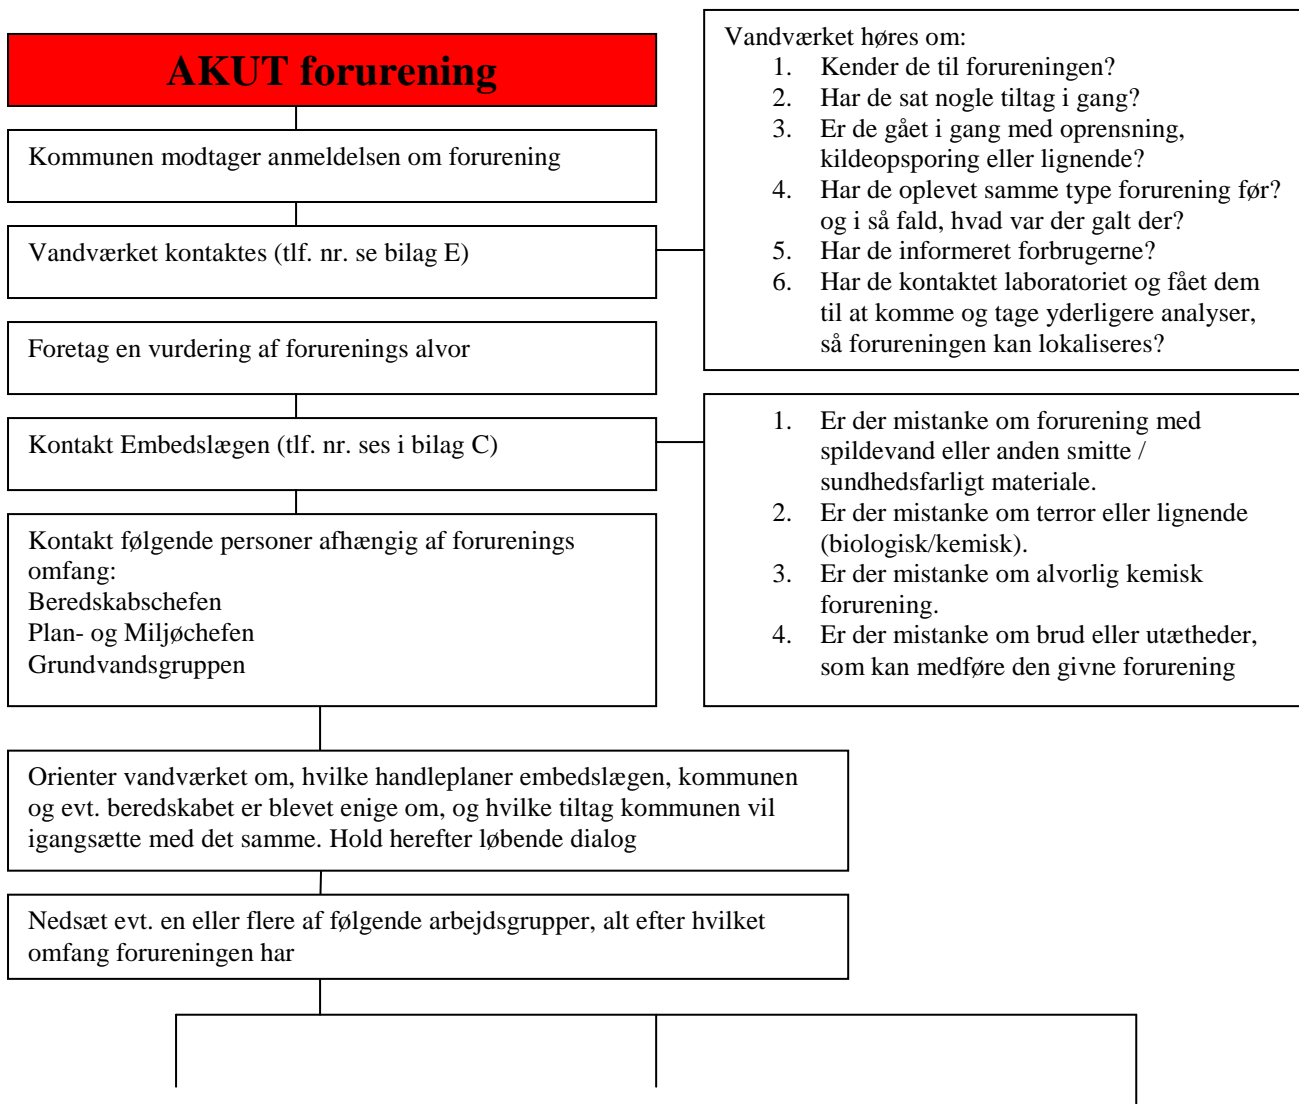 AKUT forurening
Kommunen modtager anmeldelsen om forurening
Vandværket kontaktes (tlf. nr. se bilag E)
Vandværket høres om:
1. Kender de til forureningen?
2. Har de sat nogle tiltag i gang?
3. Er de gået i gang med oprensning,
kildeopsporing eller lignende?
4. Har de oplevet samme type forurening før?
og i så fald, hvad var der galt der?
5. Har de informeret forbrugerne?
6. Har de kontaktet laboratoriet og fået dem
til at komme og tage yderligere analyser,
så forureningen kan lokaliseres?
Foretag en vurdering af forurenings alvor
Kontakt Embedslægen (tlf. nr. ses i bilag C)
1. Er der mistanke om forurening med
spildevand eller anden smitte /
sundhedsfarligt materiale.
2. Er der mistanke om terror eller lignende
(biologisk/kemisk).
3. Er der mistanke om alvorlig kemisk
forurening.
4. Er der mistanke om brud eller utætheder,
som kan medføre den givne forurening
Kontakt følgende personer afhængig af forurenings
omfang:
Beredskabschefen
Plan- og Miljøchefen
Grundvandsgruppen
Orienter vandværket om, hvilke handleplaner embedslægen, kommunen
og evt. beredskabet er blevet enige om, og hvilke tiltag kommunen vil
igangsætte med det samme. Hold herefter løbende dialog
Nedsæt evt. en eller flere af følgende arbejdsgrupper, alt efter hvilket
omfang forureningen har